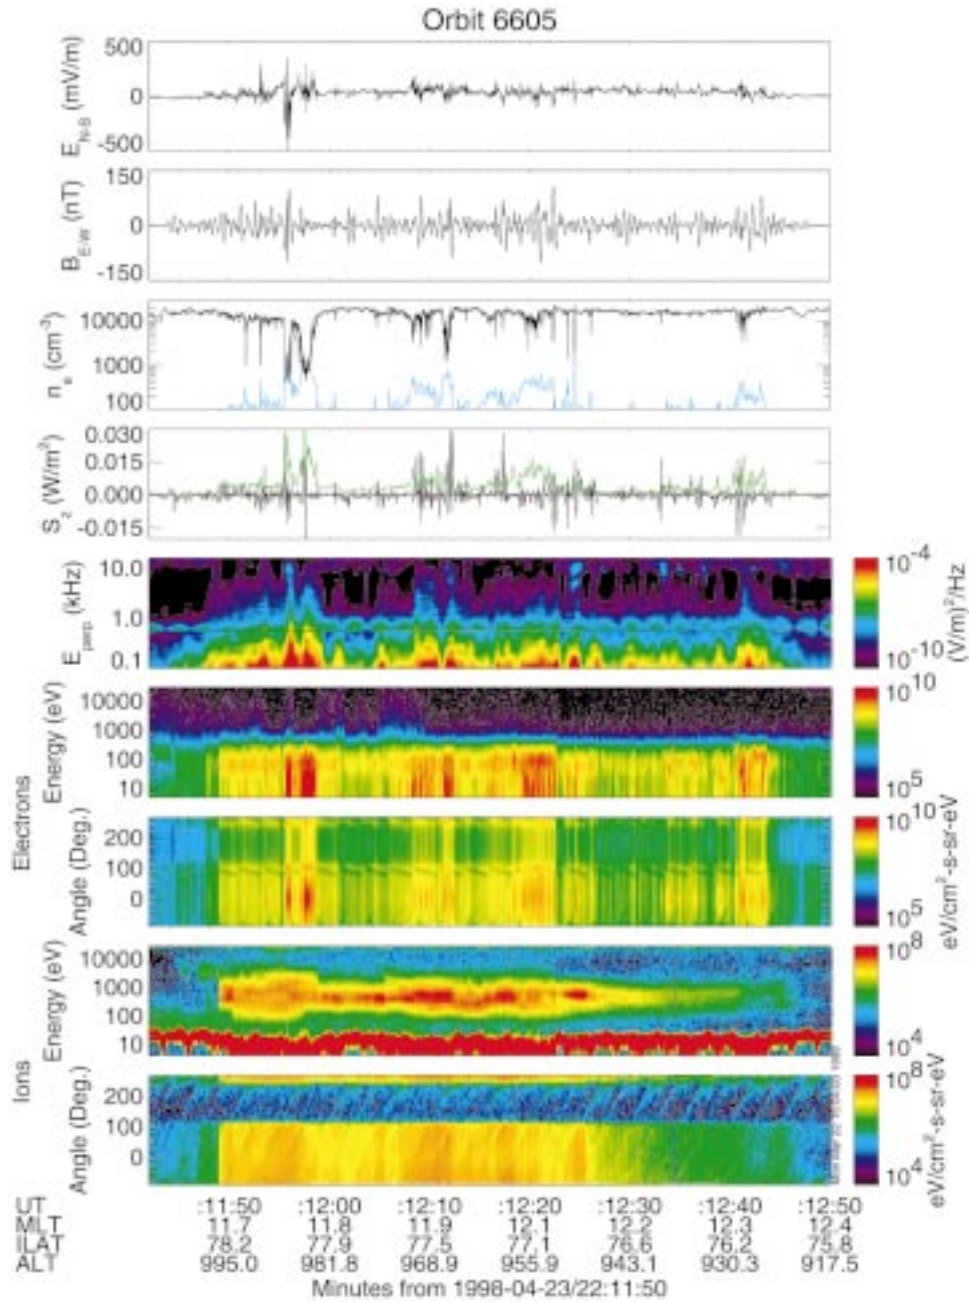 Orbit 6605
500
0
-500
E_N-S (mV/m)
150
0
-150
B_E-W (nT)
10000
1000
100
n_e (cm^-3)
0.030
0.015
0.000
-0.015
S_z (W/m^2)
10.0
1.0
0.1
E_perp (kHz)
10^-4
10^-10
(V/m)^2/Hz
Electrons
10000
1000
100
10
Energy (eV)
10^10
10^5
200
100
0
Angle (Deg.)
10^10
10^5
eV/cm^2-s-sr-eV
Ions
10000
1000
100
10
Energy (eV)
10^8
10^4
200
100
0
Angle (Deg.)
10^8
10^4
eV/cm^2-s-sr-eV
UT :11:50 :12:00 :12:10 :12:20 :12:30 :12:40 :12:50
MLT 11.7 11.8 11.9 12.1 12.2 12.3 12.4
ILAT 78.2 77.9 77.5 77.1 76.6 76.2 75.8
ALT 995.0 981.8 968.9 955.9 943.1 930.3 917.5
Minutes from 1998-04-23/22:11:50